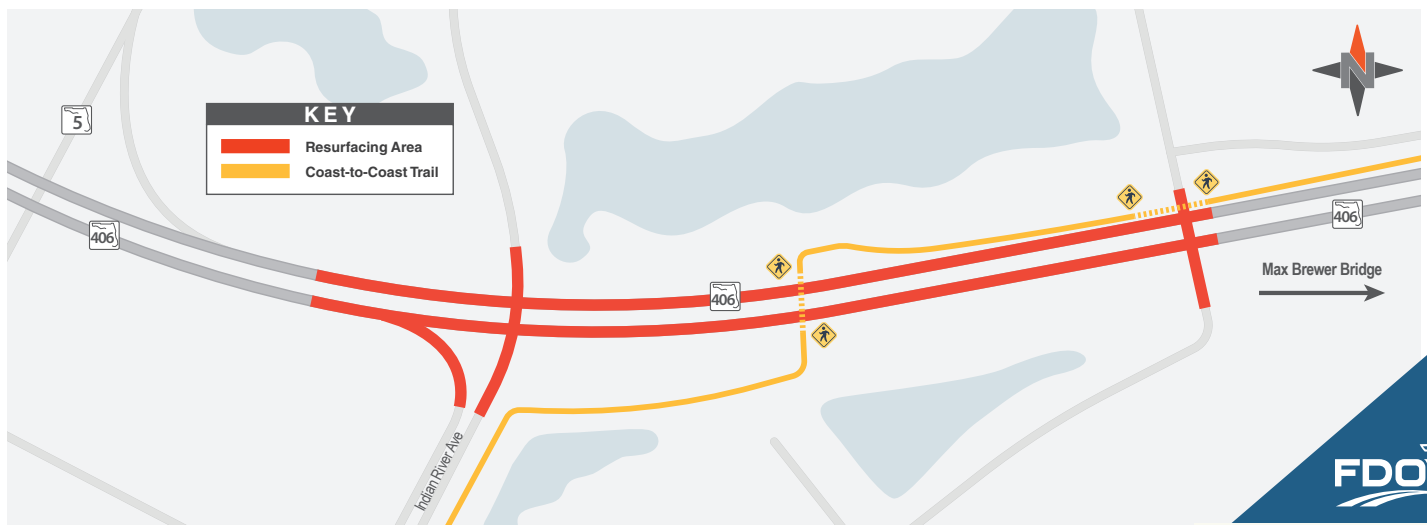 KEY
Resurfacing Area
Coast-to-Coast Trail
N
5
406
406
406
Max Brewer Bridge
Indian River Ave
FDO